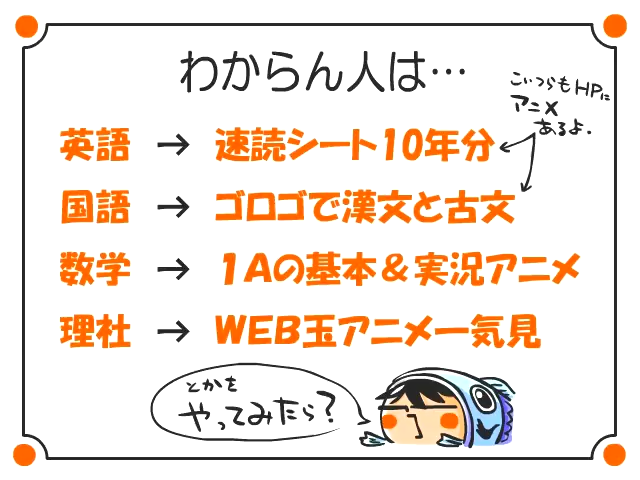 わからん人は…
こいつらもHPに
アニメ
あるよ.
英語 → 速読シート10年分
国語 → ゴロゴで漢文と古文
数学 → 1Aの基本&実況アニメ
理社 → WEB玉アニメ一気見
とかを
やってみたら?